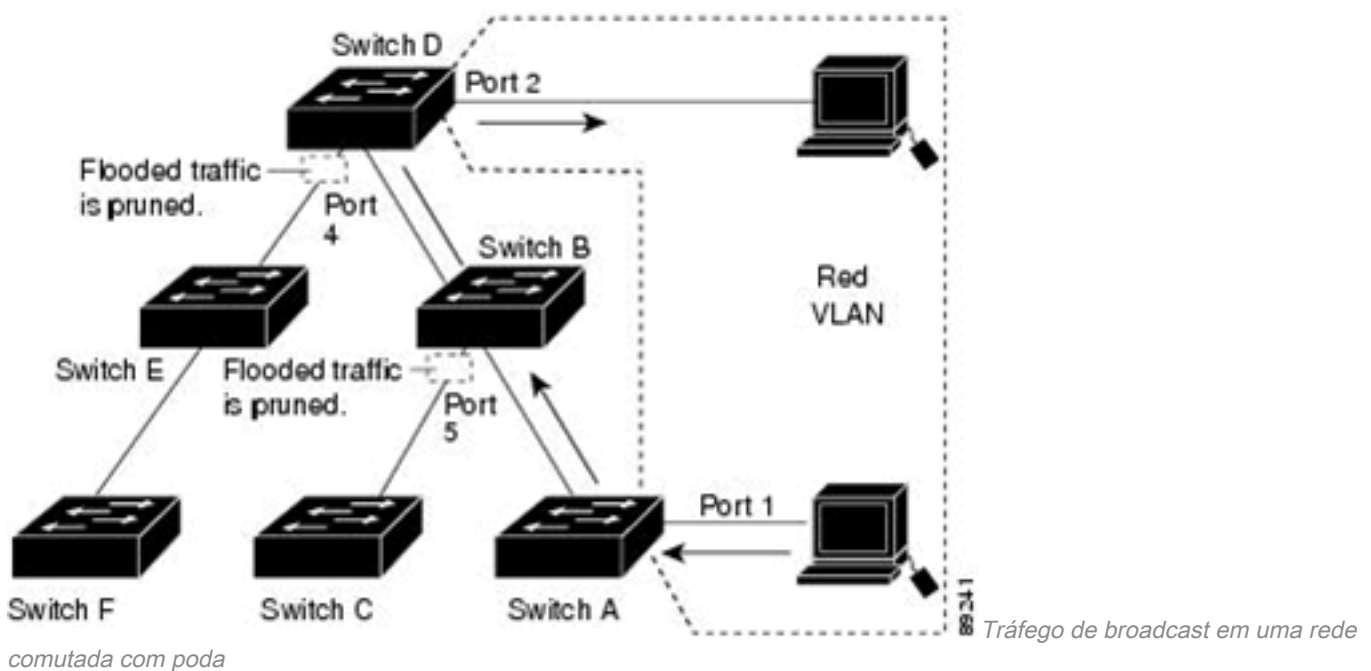 Switch D
Port 2
Flooded traffic
is pruned.
Port
4
Switch B
Red
VLAN
Switch E
Flooded traffic
is pruned.
Port
5
Port 1
Switch F
Switch C
Switch A
89241
Tráfego de broadcast em uma rede
comutada com poda